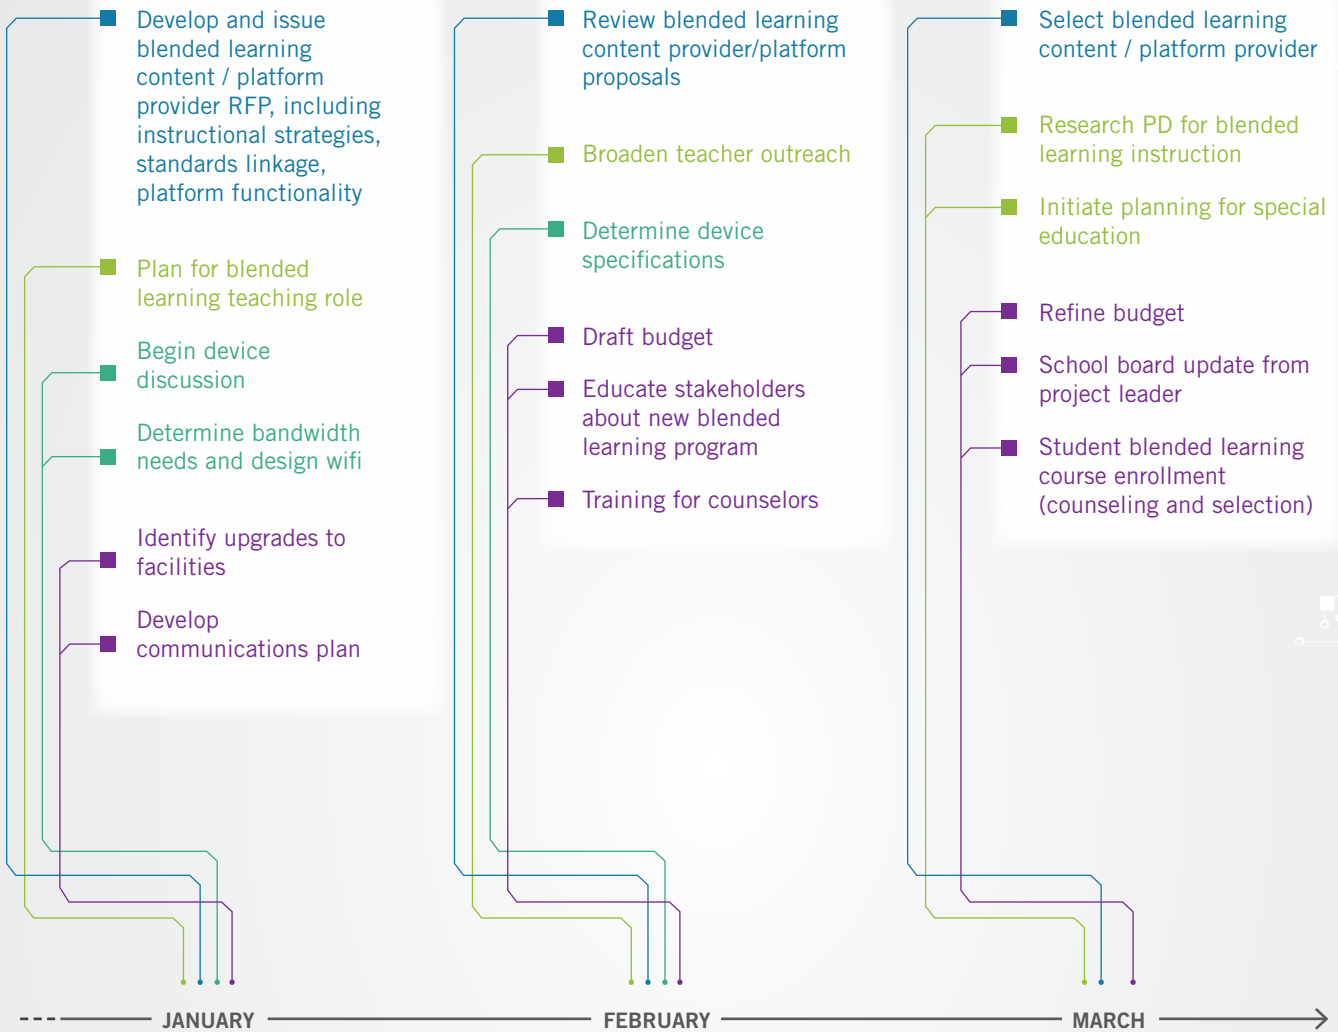 Develop and issue
blended learning
content / platform
provider RFP, including
instructional strategies,
standards linkage,
platform functionality
Plan for blended
learning teaching role
Begin device
discussion
Determine bandwidth
needs and design wifi
Identify upgrades to
facilities
Develop
communications plan
Review blended learning
content provider/platform
proposals
Broaden teacher outreach
Determine device
specifications
Draft budget
Educate stakeholders
about new blended
learning program
Training for counselors
Select blended learning
content / platform provider
Research PD for blended
learning instruction
Initiate planning for special
education
Refine budget
School board update from
project leader
Student blended learning
course enrollment
(counseling and selection)
JANUARY
FEBRUARY
MARCH